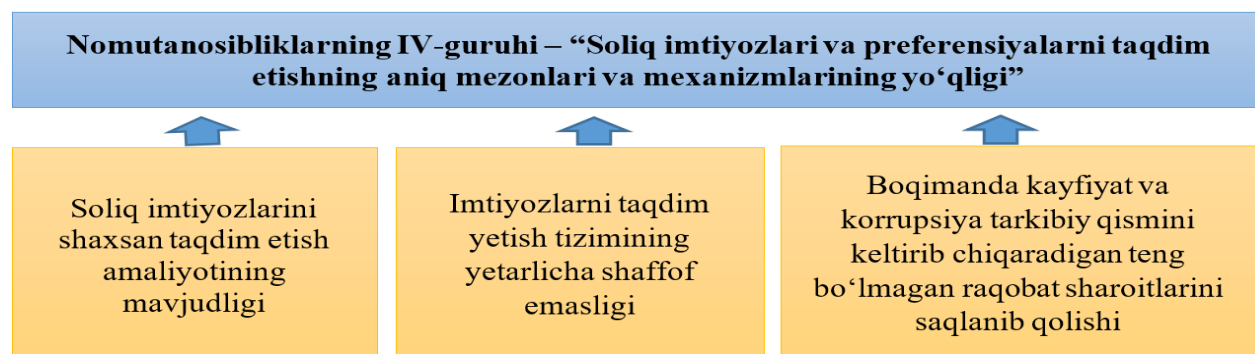 Nomutanosibliklarning IV-guruhi – “Soliq imtiyozlari va preferensiyalarni taqdim
etishning aniq mezonlari va mexanizmlarining yo‘qligi”
Soliq imtiyozlarini
shaxsan taqdim etish
amaliyotining
mavjudligi
Imtiyozlarni taqdim
yetish tizimining
yetarlicha shaffof
emasligi
Boqimanda kayfiyat va
korrupsiya tarkibiy qismini
keltirib chiqaradigan teng
bo‘lmagan raqobat sharoitlarini
saqlanib qolishi